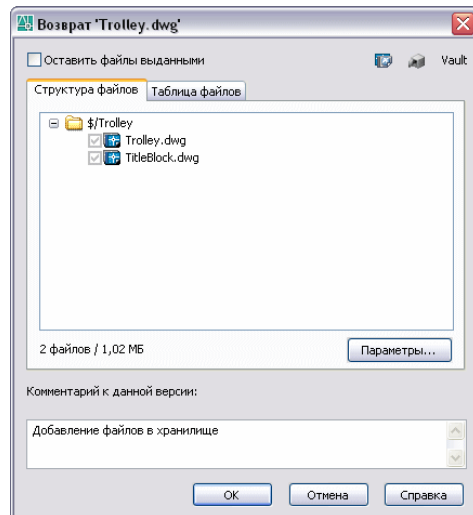 Возврат 'Trolley.dwg'
Оставить файлы выданными
Vault
Структура файлов Таблица файлов
$/Trolley
Trolley.dwg
TitleBlock.dwg
2 файлов / 1,02 МБ
Параметры...
Комментарий к данной версии:
Добавление файлов в хранилище
ОК Отмена Справка